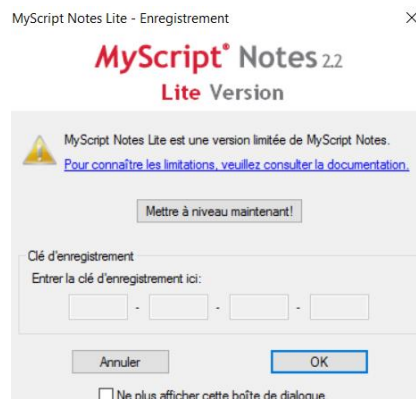 MyScript Notes Lite - Enregistrement
MyScript® Notes 2.2
Lite Version
MyScript Notes Lite est une version limitée de MyScript Notes.
Pour connaître les limitations, veuillez consulter la documentation.
Mettre à niveau maintenant!
Clé d'enregistrement
Entrer la clé d'enregistrement ici:
- - -
Annuler OK
Ne plus afficher cette boîte de dialogue